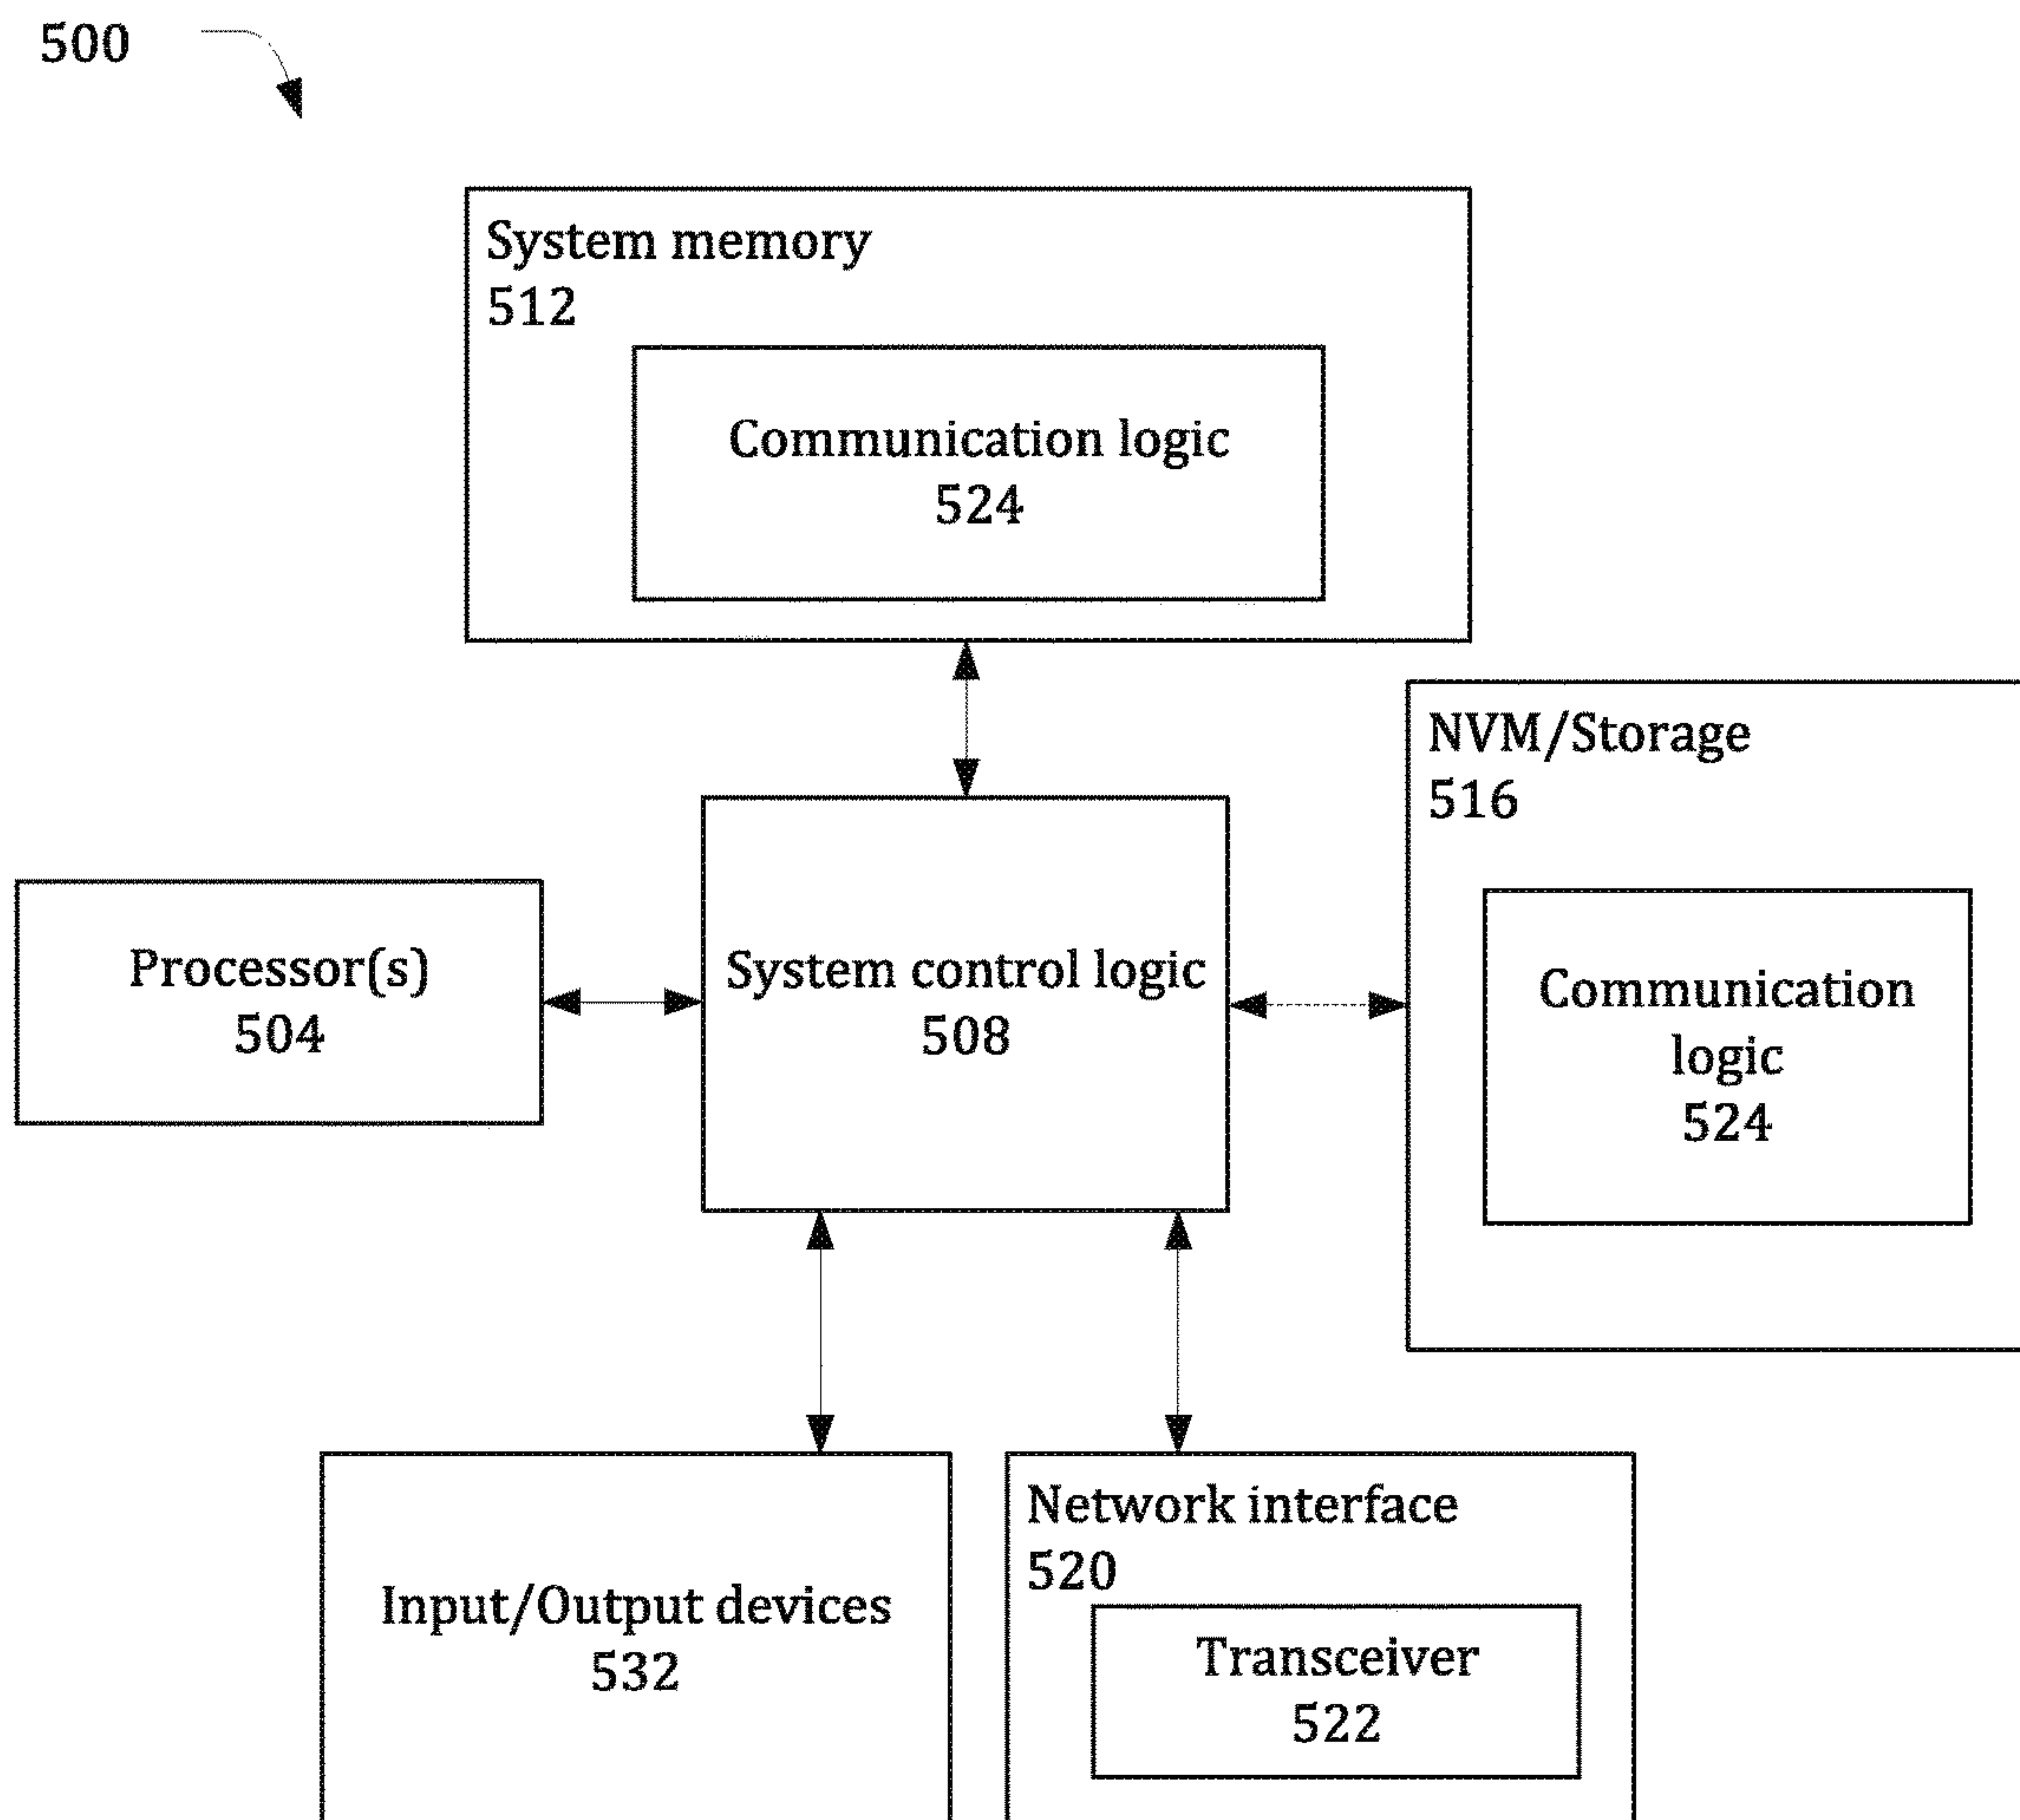 500
System memory
512
Communication logic
524
NVM/Storage
516
Communication
logic
524
Processor(s)
504
System control logic
508
Input/Output devices
532
Network interface
520
Transceiver
522